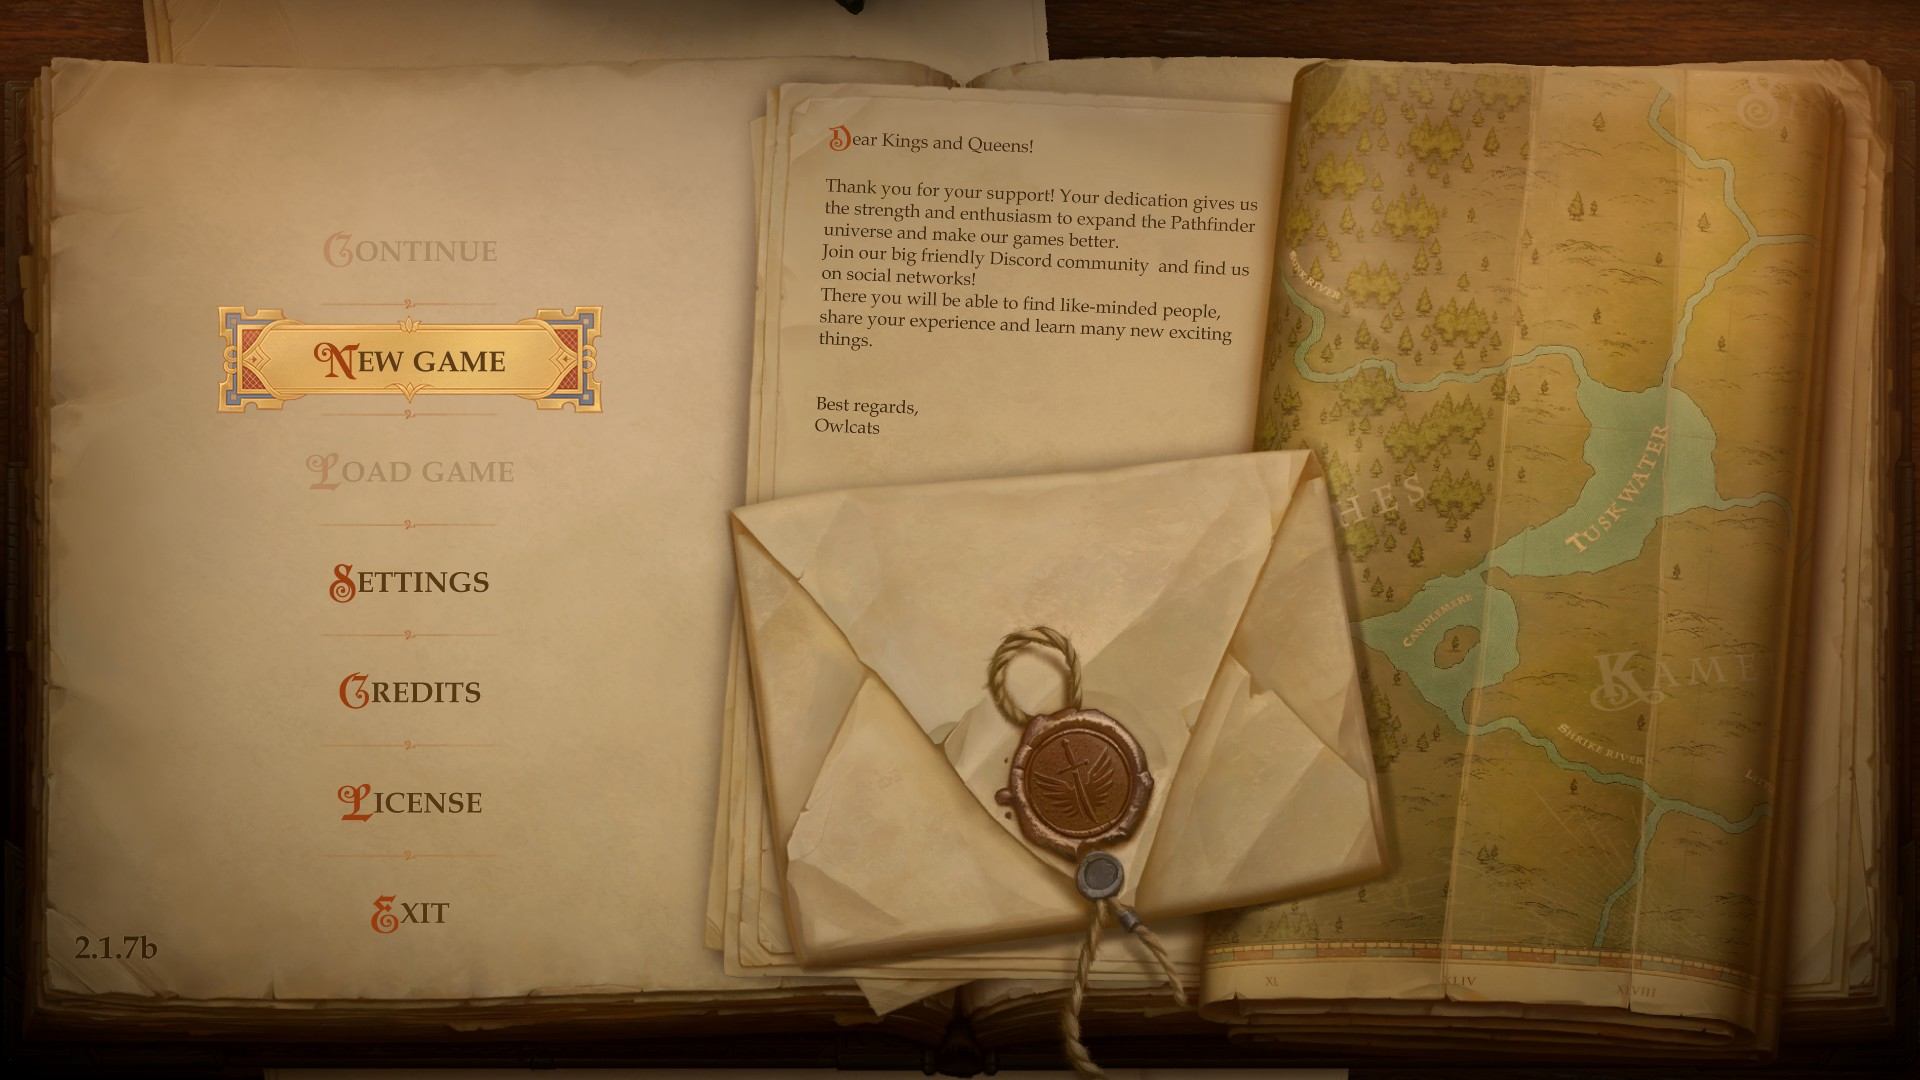 CONTINUE
NEW GAME
LOAD GAME
SETTINGS
CREDITS
LICENSE
EXIT
2.1.7b
Dear Kings and Queens!
Thank you for your support! Your dedication gives us
the strength and enthusiasm to expand the Pathfinder
universe and make our games better.
Join our big friendly Discord community and find us
on social networks!
There you will be able to find like-minded people,
share your experience and learn many new exciting
things.
Best regards,
Owlcats
RIVER
HES
TUSKWATER
CANDLEMERE
KAME
SHRIKE RIVER
XL
XLIV
XLVIII